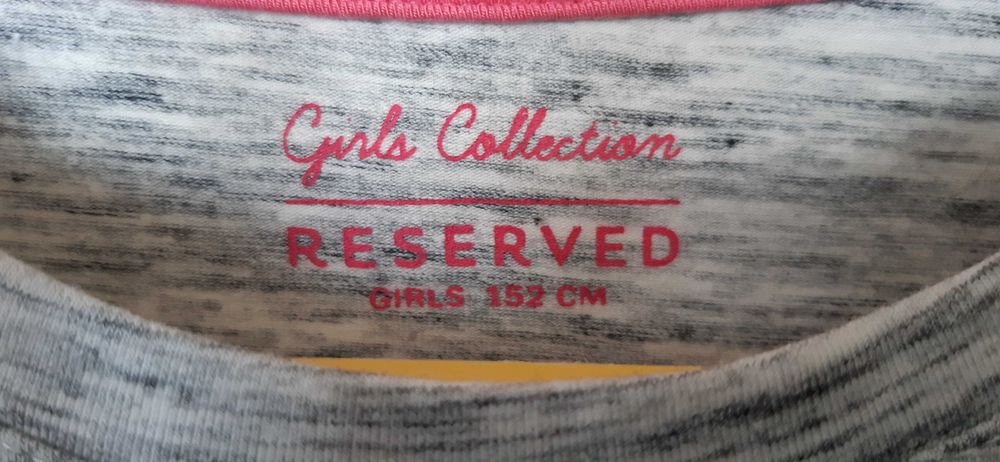 Girls Collection
RESERVED
GIRLS 152 CM